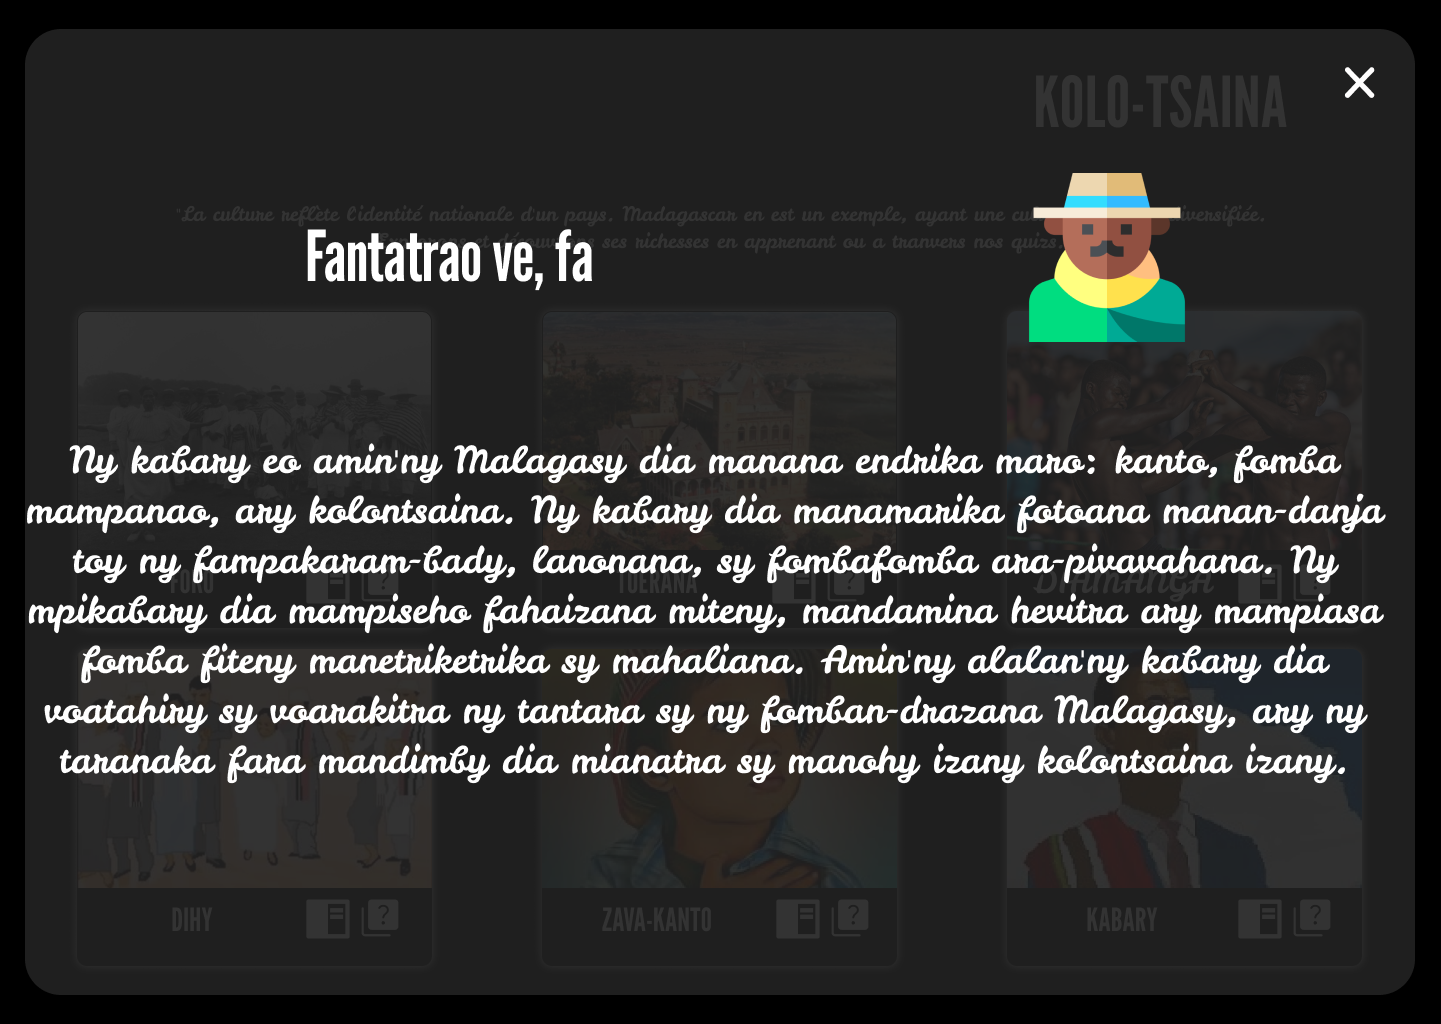 KOLO-TSAINA
"La culture reflète l'identité nationale d'un pays. Madagascar en est un exemple, ayant une diversifiée.
ses richesses en apprenant ou a tranvers nos quizs.
Fantatrao ve, fa
Ny kabary eo amin'ny Malagasy dia manana endrika maro: kanto, fomba
mampanao, ary kolontsaina. Ny kabary dia manamarika fotoana manan-danja
toy ny fampakaram-bady, lanonana, sy fombafomba ara-pivavahana. Ny
mpikabary dia mampiseho fahaizana miteny, mandamina hevitra ary mampiasa
fomba fiteny manetriketrika sy mahaliana. Amin'ny alalan'ny kabary dia
voatahiry sy voarakitra ny tantara sy ny fomban-drazana Malagasy, ary ny
taranaka fara mandimby dia mianatra sy manohy izany kolontsaina izany.
FORO TOERANA DIAMANGA
DIHY ZAVA-KANTO KABARY